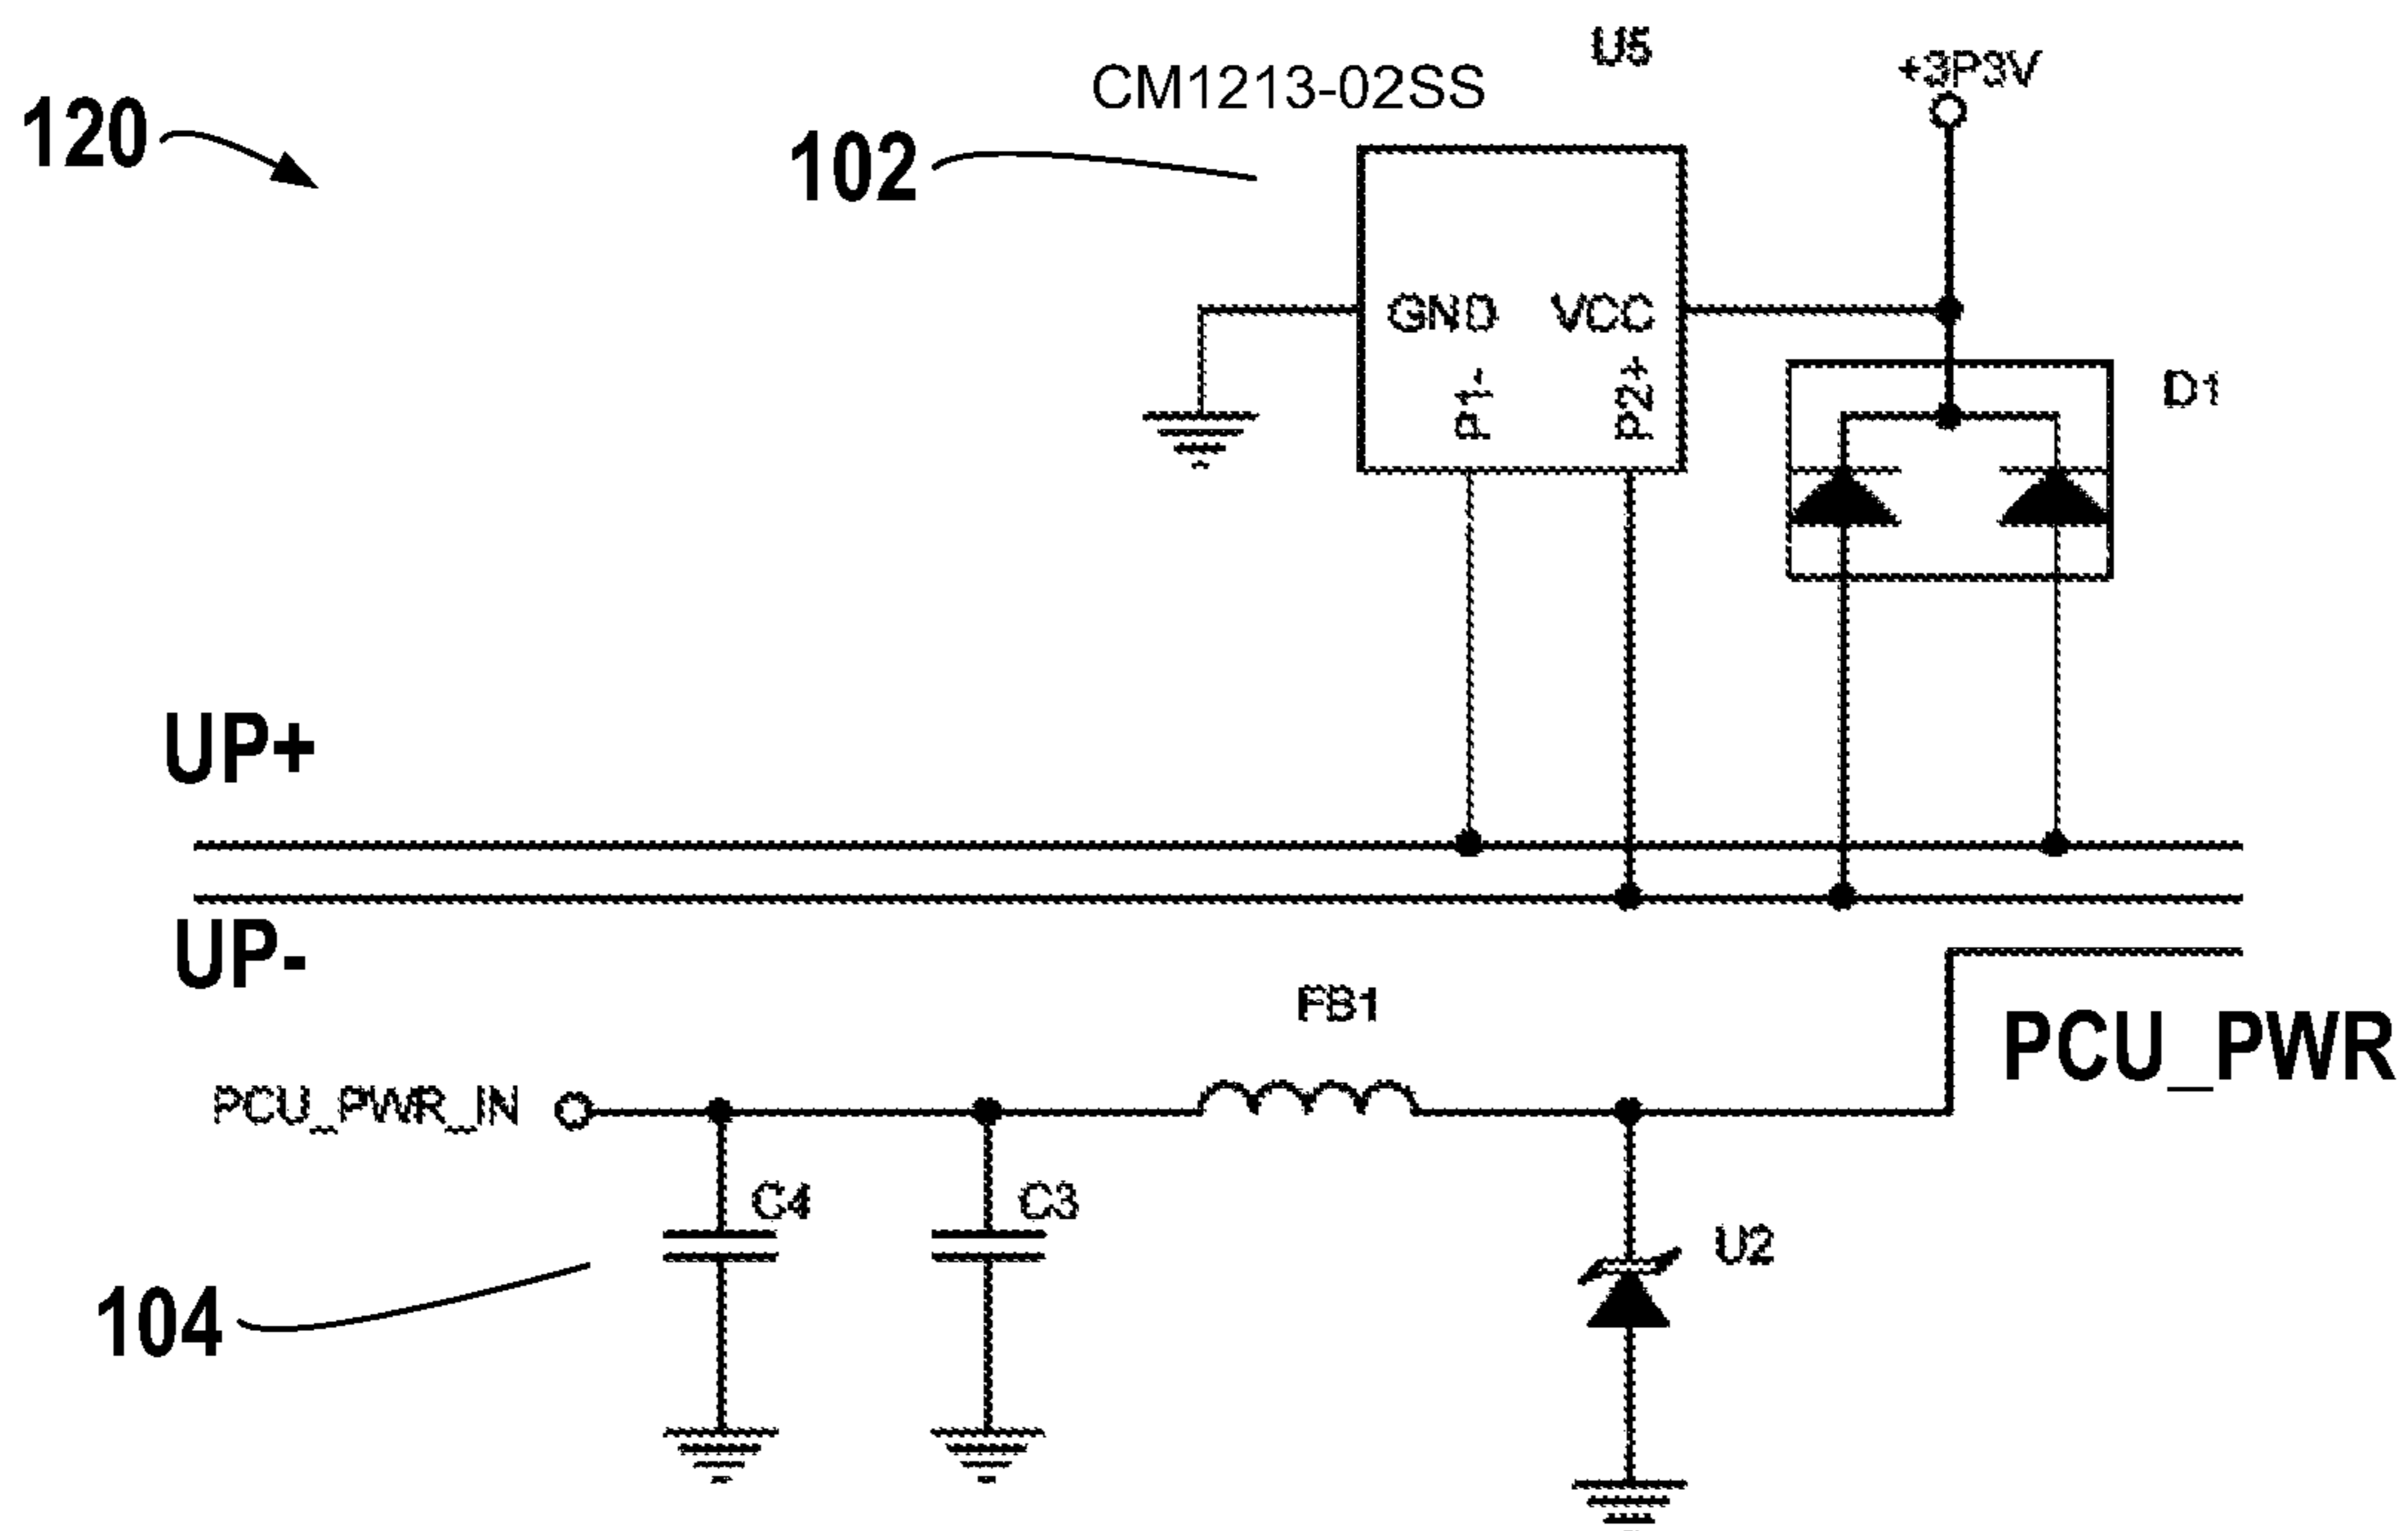 U5
+3P3V
CM1213-02SS
120
102
GND VCC
P1-
P2+
D1
UP+
UP-
FB1
PCU_PWR
PCU_PWR_IN
C4
C3
U2
104